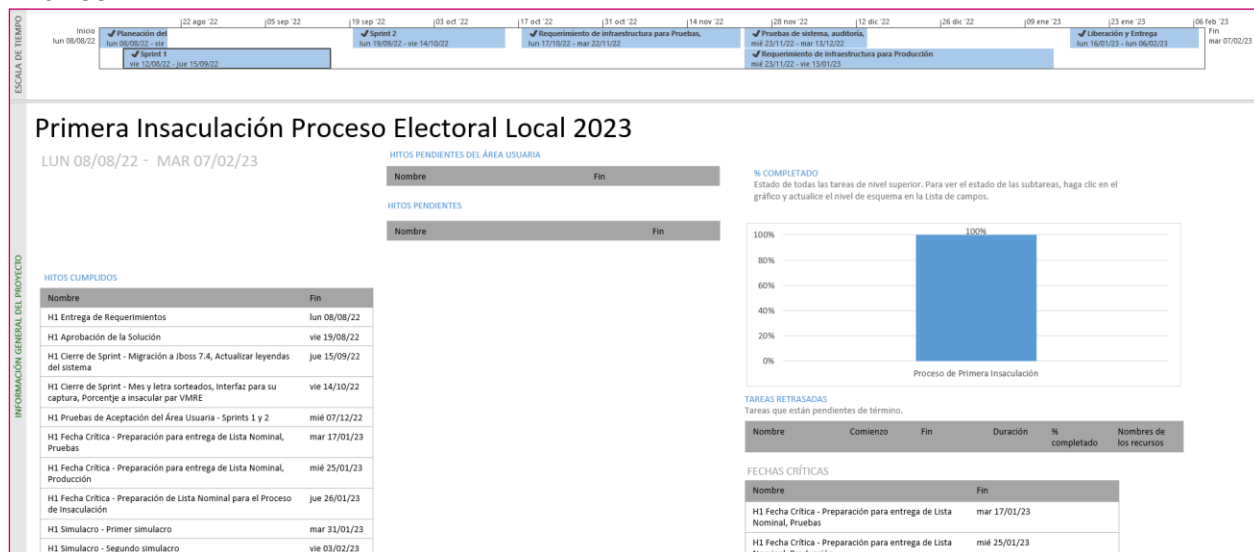 ESCALA DE TIEMPO
22 ago '22
05 sep '22
19 sep '22
03 oct '22
17 oct '22
31 oct '22
14 nov '22
28 nov '22
12 dic '22
26 dic '22
09 ene '23
23 ene '23
06 feb '23
Inicio
lun 08/08/22
✔Planeación del
lun 08/08/22 - vie
✔Sprint 1
vie 12/08/22 - jue 15/09/22
✔Sprint 2
lun 19/09/22 - vie 14/10/22
✔Requerimiento de infraestructura para Pruebas,
lun 17/10/22 - mar 22/11/22
✔Pruebas de sistema, auditoría,
mié 23/11/22 - mar 13/12/22
✔Requerimiento de infraestructura para Producción
mié 23/11/22 - vie 13/01/23
✔Liberación y Entrega
lun 16/01/23 - lun 06/02/23
Fin
mar 07/02/23
INFORMACIÓN GENERAL DEL PROYECTO
Primera Insaculación Proceso Electoral Local 2023
LUN 08/08/22 - MAR 07/02/23
HITOS CUMPLIDOS
Nombre Fin
H1 Entrega de Requerimientos lun 08/08/22
H1 Aprobación de la Solución vie 19/08/22
H1 Cierre de Sprint - Migración a Jboss 7.4, Actualizar leyendas jue 15/09/22
del sistema
H1 Cierre de Sprint - Mes y letra sorteados, Interfaz para su vie 14/10/22
captura, Porcentje a insacular por VMRE
H1 Pruebas de Aceptación del Área Usuaria - Sprints 1 y 2 mié 07/12/22
H1 Fecha Crítica - Preparación para entrega de Lista Nominal, mar 17/01/23
Pruebas
H1 Fecha Crítica - Preparación para entrega de Lista Nominal, mié 25/01/23
Producción
H1 Fecha Crítica - Preparación de Lista Nominal para el Proceso jue 26/01/23
de Insaculación
H1 Simulacro - Primer simulacro mar 31/01/23
H1 Simulacro - Segundo simulacro vie 03/02/23
HITOS PENDIENTES DEL ÁREA USUARIA
Nombre Fin
HITOS PENDIENTES
Nombre Fin
% COMPLETADO
Estado de todas las tareas de nivel superior. Para ver el estado de las subtareas, haga clic en el
gráfico y actualice el nivel de esquema en la Lista de campos.
100%
100%
80%
60%
40%
20%
0%
Proceso de Primera Insaculación
TAREAS RETRASADAS
Tareas que están pendientes de término.
Nombre Comienzo Fin Duración % completado Nombres de los recursos
FECHAS CRÍTICAS
Nombre Fin
H1 Fecha Crítica - Preparación para entrega de Lista mar 17/01/23
Nominal, Pruebas
H1 Fecha Crítica - Preparación para entrega de Lista mié 25/01/23